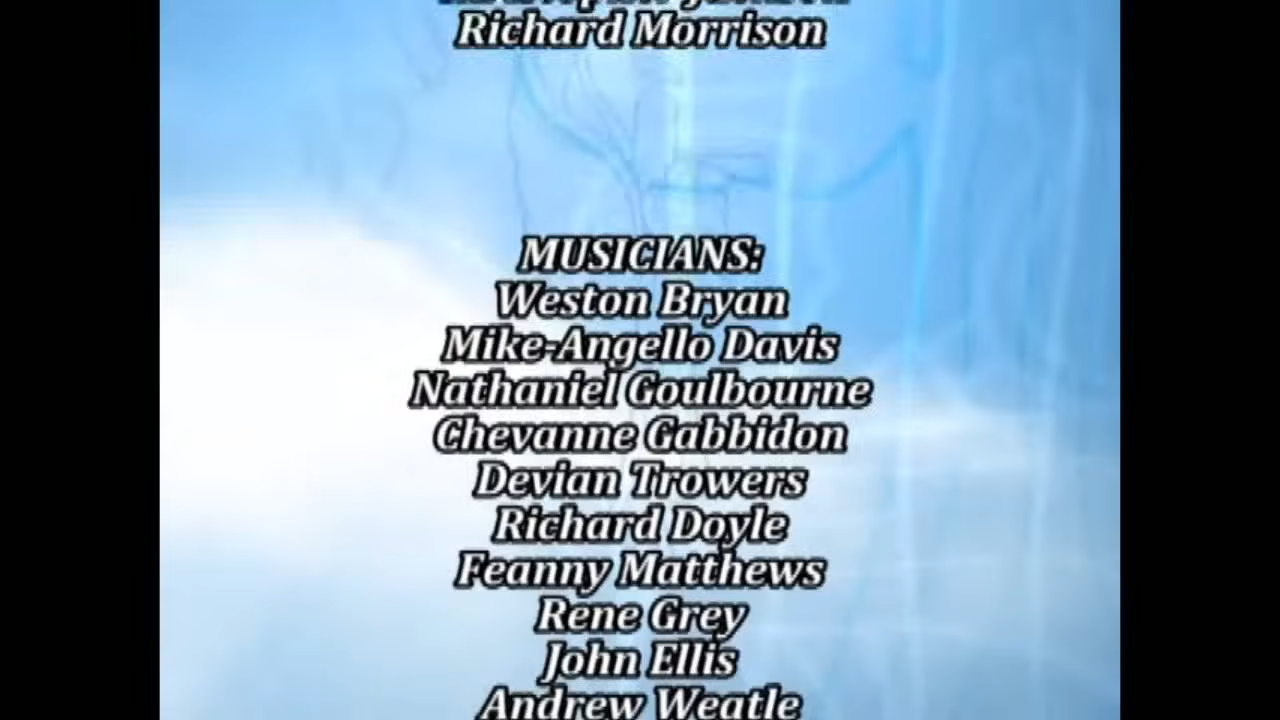 Richard Morrison
MUSICIANS:
Weston Bryan
Mike-Angello Davis
Nathaniel Goulbourne
Chevanne Gabbidon
Devian Trowers
Richard Doyle
Feanny Matthews
Rene Grey
John Ellis
Andrew Weatle